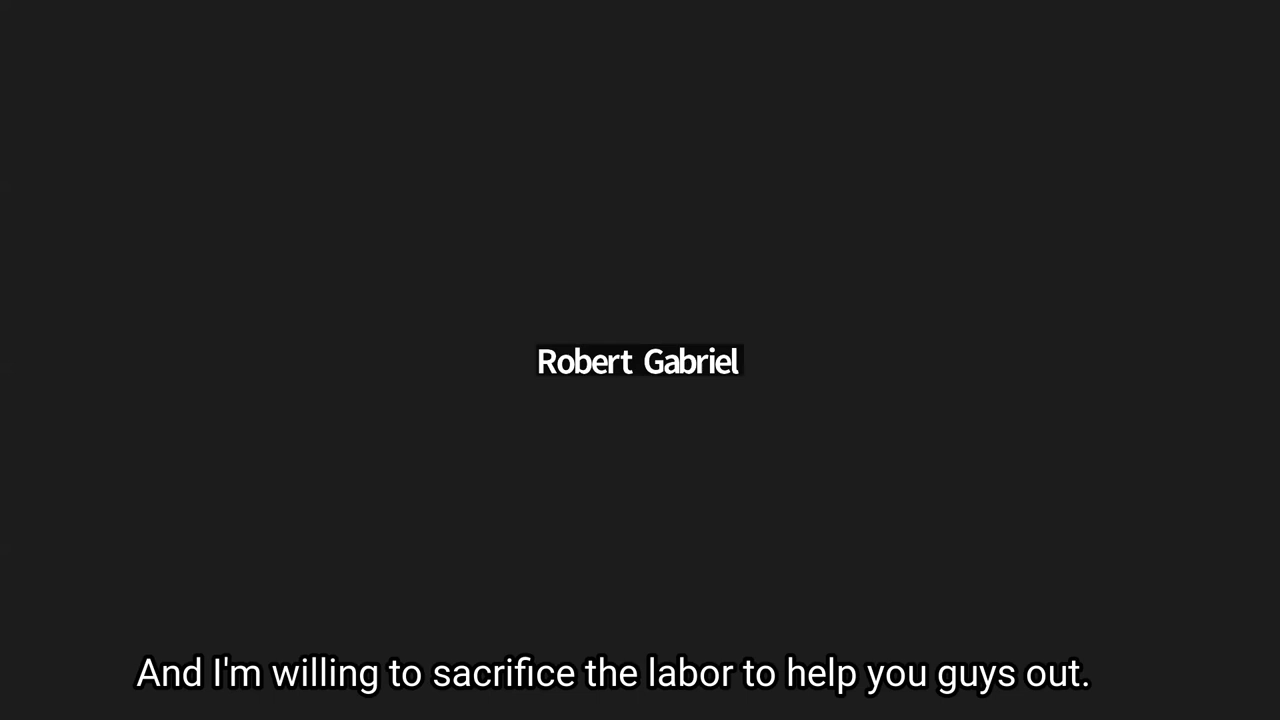 Robert Gabriel
And I'm willing to sacrifice the labor to help you guys out.